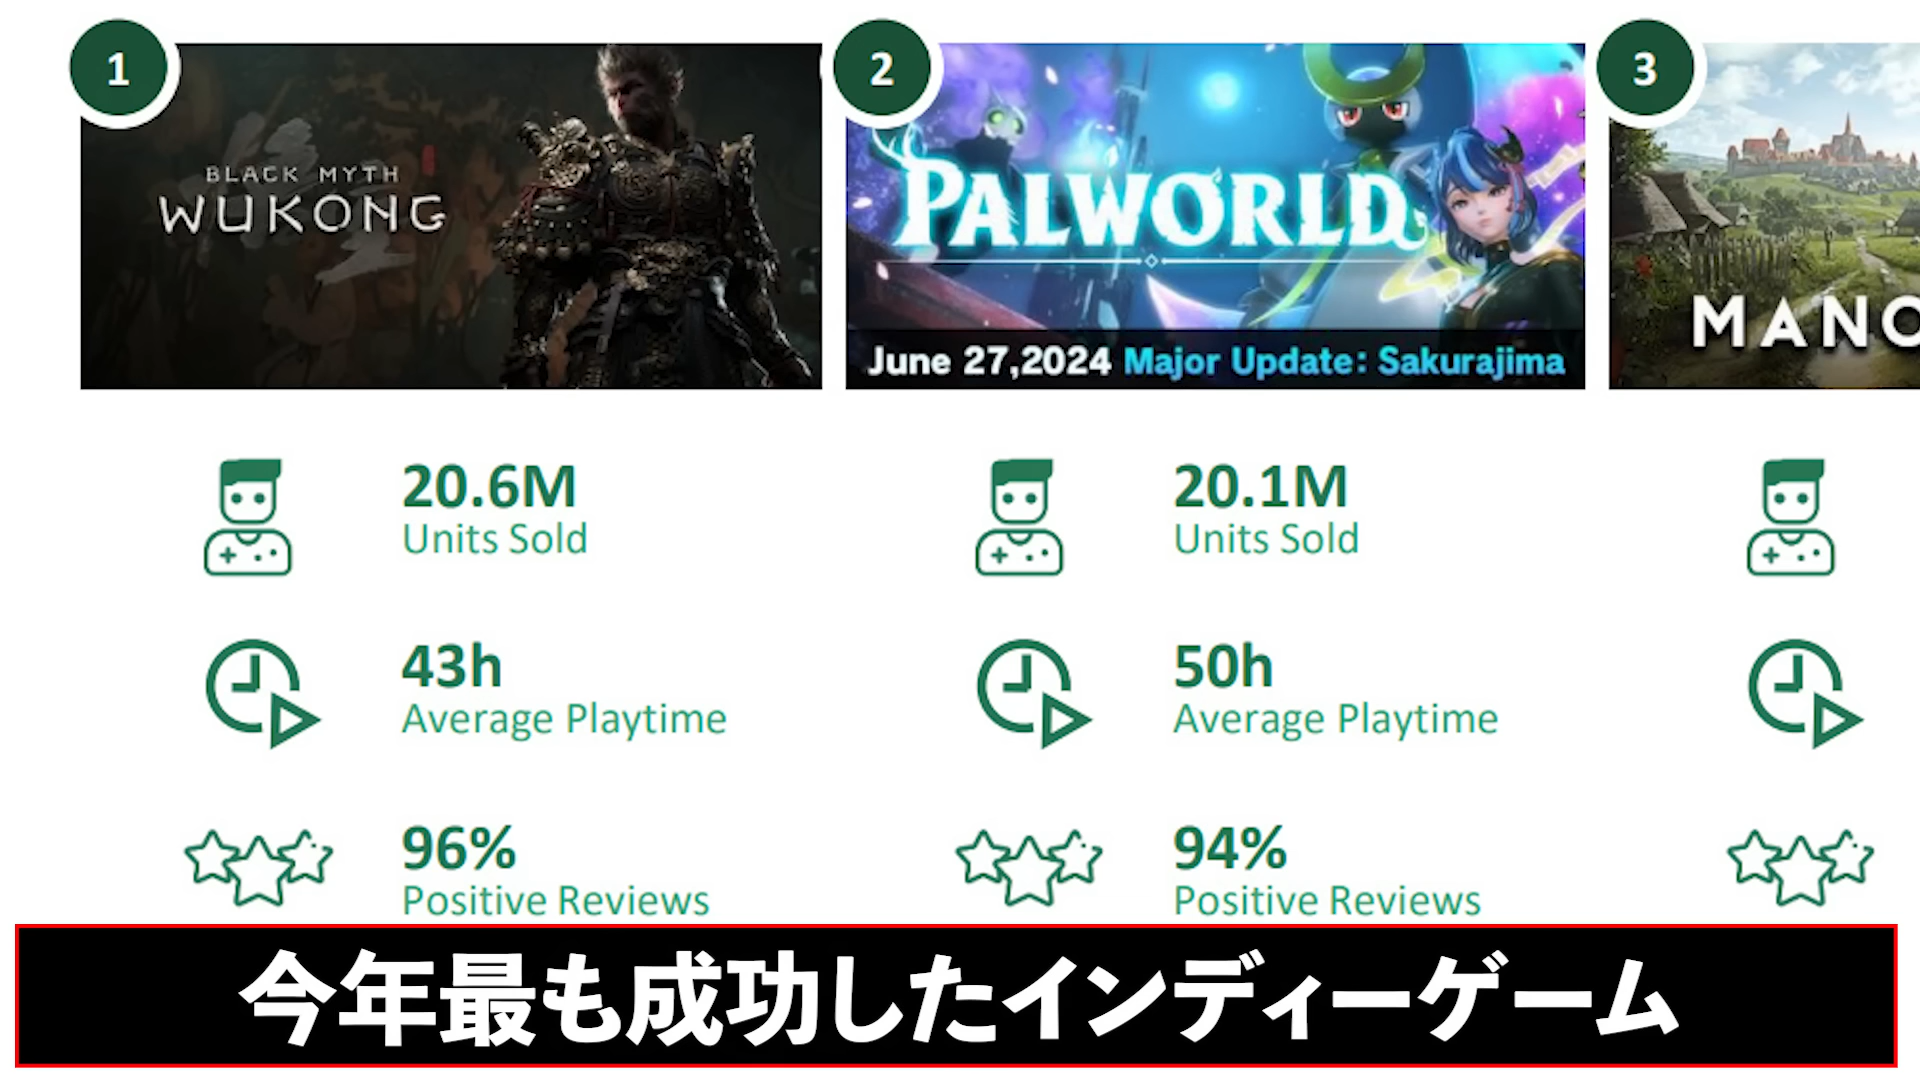 1
BLACK MYTH
WUKONG
20.6M
Units Sold
43h
Average Playtime
96%
Positive Reviews
2
PALWORLD
June 27,2024 Major Update: Sakurajima
20.1M
Units Sold
50h
Average Playtime
94%
Positive Reviews
3
MANO
今年最も成功したインディーゲーム